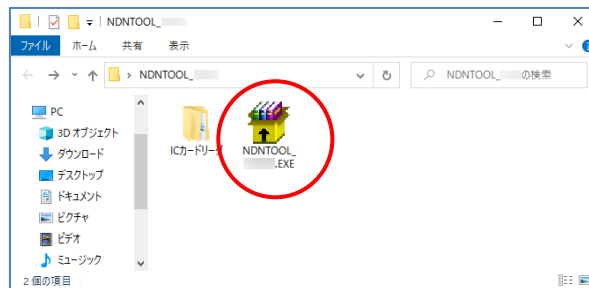 NDNTOOL_
ファイル ホーム 共有 表示
NDNTOOL_
NDNTOOL_ の検索
PC
3D オブジェクト
ダウンロード
デスクトップ
ドキュメント
ピクチャ
ビデオ
ミュージック
ICカードリーダ
NDNTOOL_
.EXE
2 個の項目